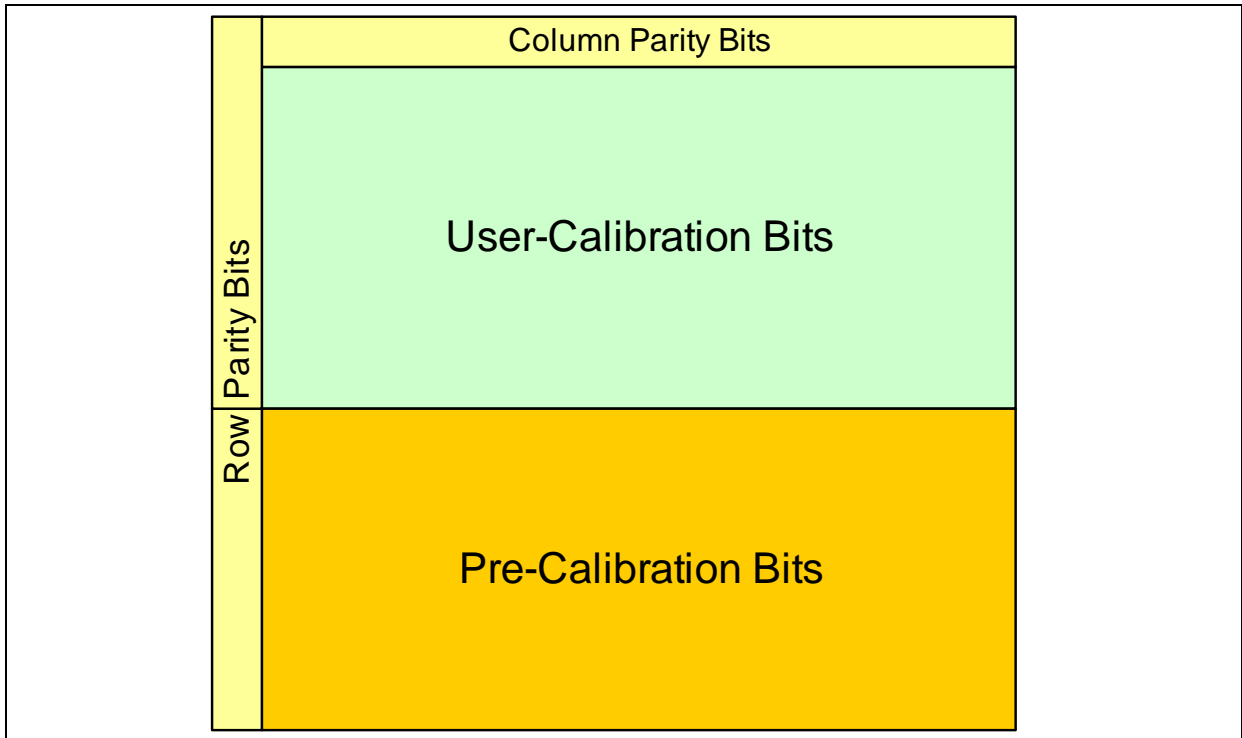 Column Parity Bits
User-Calibration Bits
Row Parity Bits
Pre-Calibration Bits